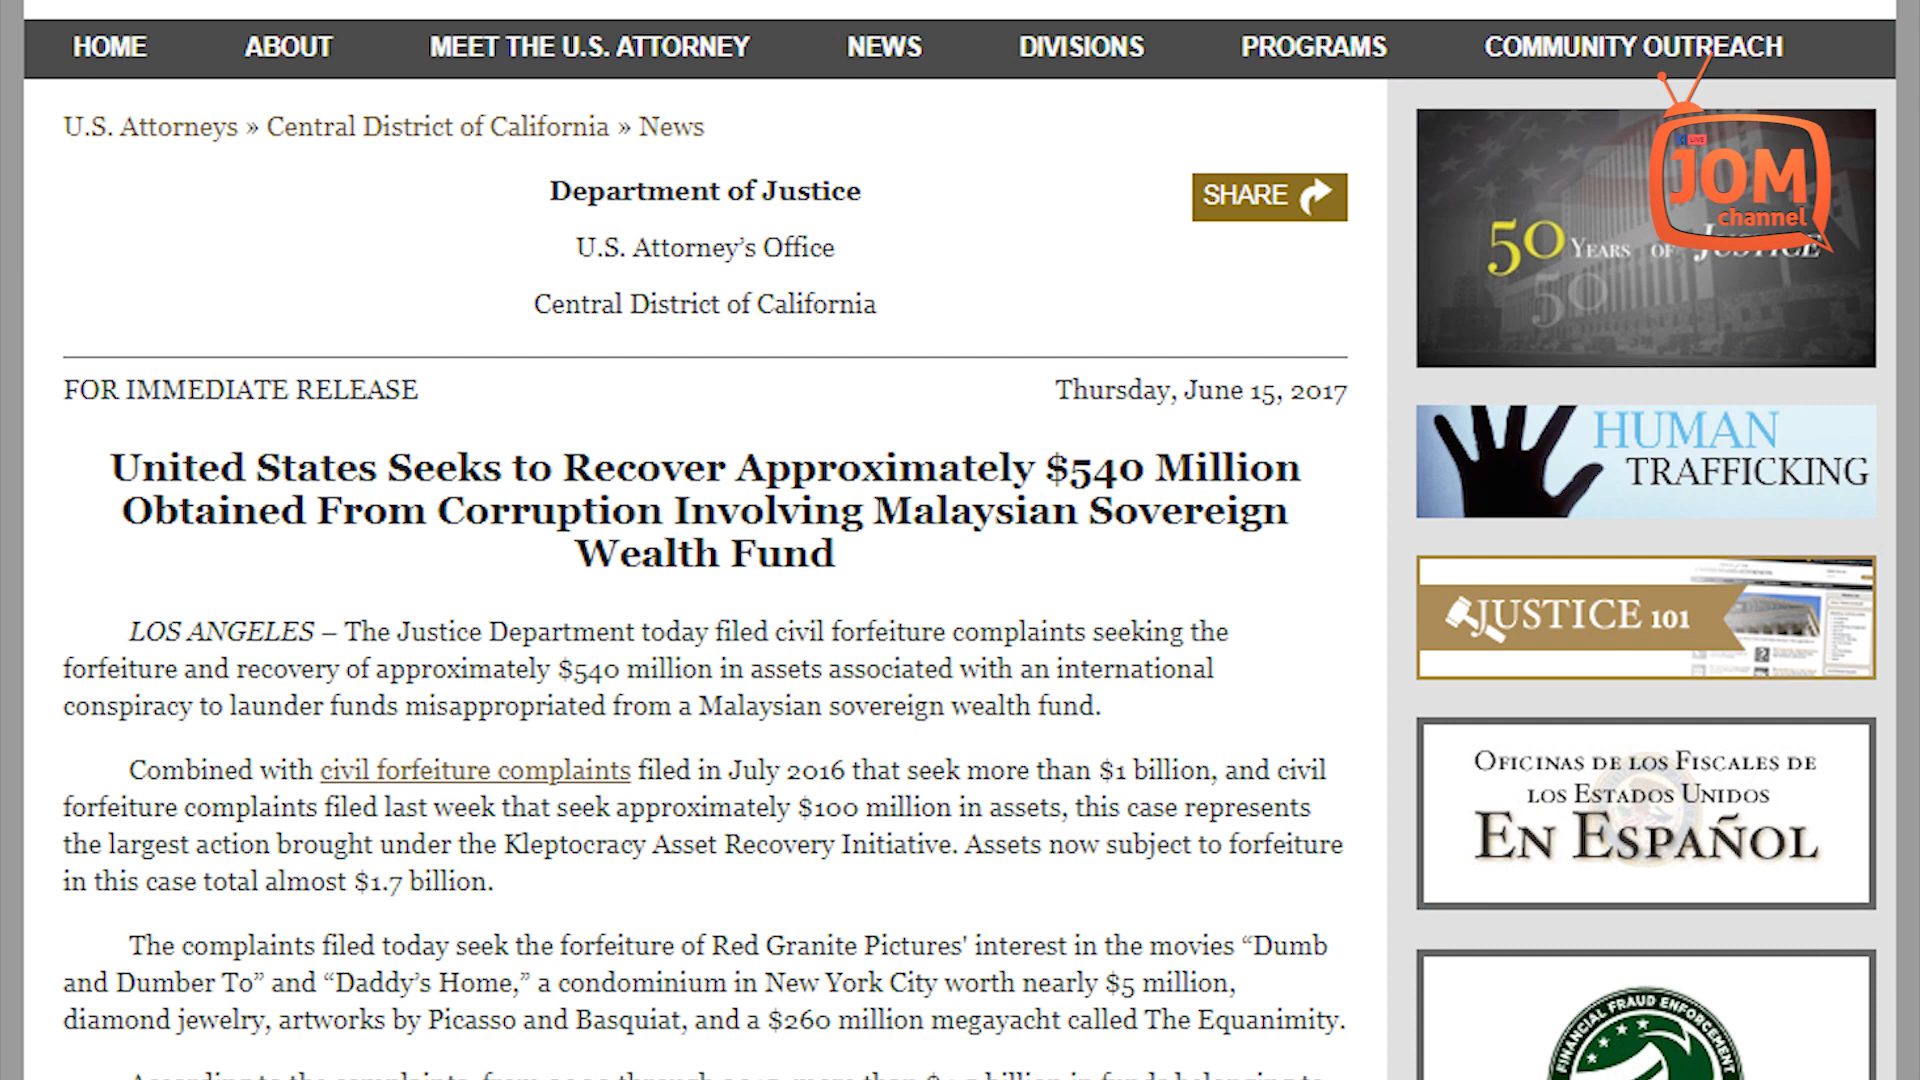 HOME ABOUT MEET THE U.S. ATTORNEY NEWS DIVISIONS PROGRAMS COMMUNITY OUTREACH
U.S. Attorneys » Central District of California » News
Department of Justice
SHARE
U.S. Attorney’s Office
Central District of California
FOR IMMEDIATE RELEASE
Thursday, June 15, 2017
United States Seeks to Recover Approximately $540 Million
Obtained From Corruption Involving Malaysian Sovereign
Wealth Fund
LOS ANGELES – The Justice Department today filed civil forfeiture complaints seeking the
forfeiture and recovery of approximately $540 million in assets associated with an international
conspiracy to launder funds misappropriated from a Malaysian sovereign wealth fund.
Combined with civil forfeiture complaints filed in July 2016 that seek more than $1 billion, and civil
forfeiture complaints filed last week that seek approximately $100 million in assets, this case represents
the largest action brought under the Kleptocracy Asset Recovery Initiative. Assets now subject to forfeiture
in this case total almost $1.7 billion.
The complaints filed today seek the forfeiture of Red Granite Pictures' interest in the movies “Dumb
and Dumber To” and “Daddy’s Home,” a condominium in New York City worth nearly $5 million,
diamond jewelry, artworks by Picasso and Basquiat, and a $260 million megayacht called The Equanimity.
LIVE
JOM
channel
50 YEARS OF JUSTICE
50
HUMAN
TRAFFICKING
JUSTICE 101
OFICINAS DE LOS FISCALES DE
LOS ESTADOS UNIDOS
EN ESPAÑOL
FINANCIAL FRAUD ENFORCEMENT